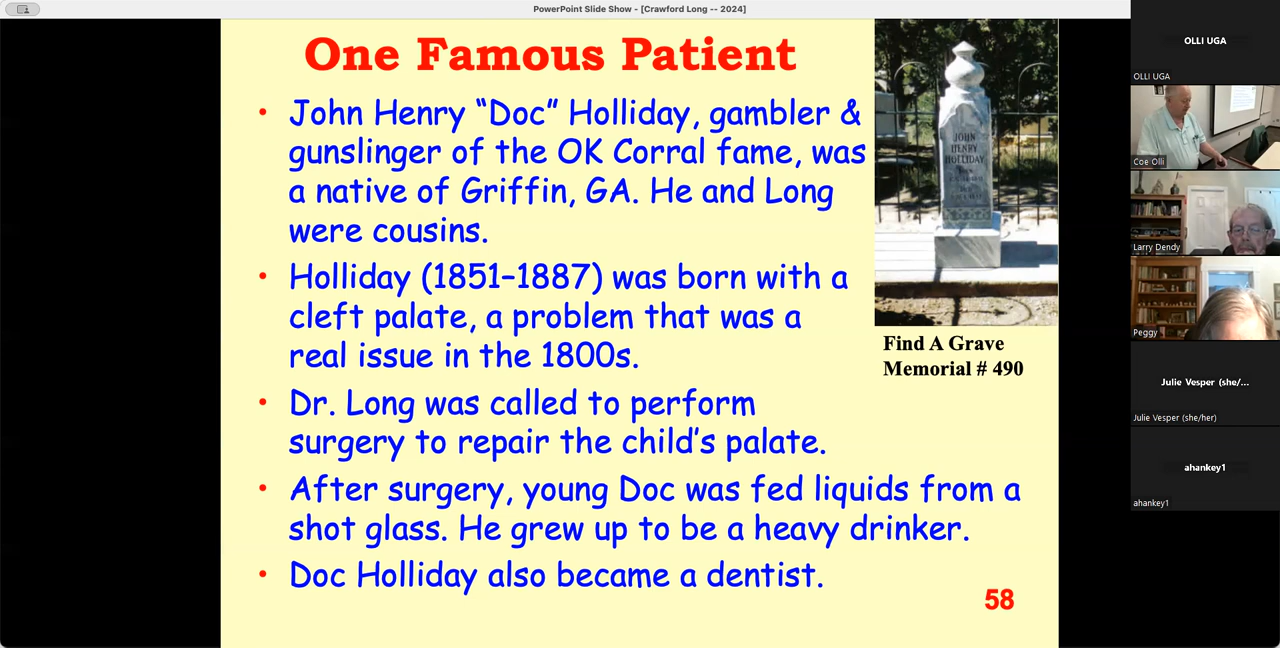 PowerPoint Slide Show - [Crawford Long -- 2024]
One Famous Patient
• John Henry “Doc” Holliday, gambler &
gunslinger of the OK Corral fame, was
a native of Griffin, GA. He and Long
were cousins.
• Holliday (1851–1887) was born with a
cleft palate, a problem that was a
real issue in the 1800s.
• Dr. Long was called to perform
surgery to repair the child’s palate.
• After surgery, young Doc was fed liquids from a
shot glass. He grew up to be a heavy drinker.
• Doc Holliday also became a dentist.
58
JOHN
HENRY
HOLLIDAY
Find A Grave
Memorial # 490
OLLI UGA
OLLI UGA
Coe Olli
Larry Dendy
Peggy
Julie Vesper (she/...
Julie Vesper (she/her)
ahankey1
ahankey1